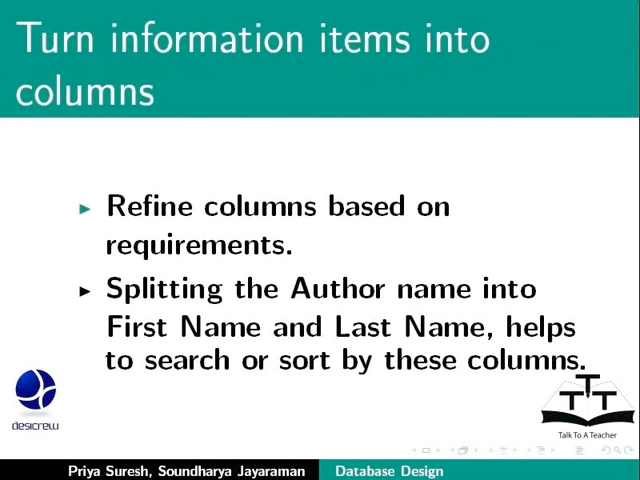 Turn information items into
columns
Refine columns based on
requirements.
Splitting the Author name into
First Name and Last Name, helps
to search or sort by these columns.
desicrew
TTT
Talk To A Teacher
Priya Suresh, Soundharya Jayaraman Database Design